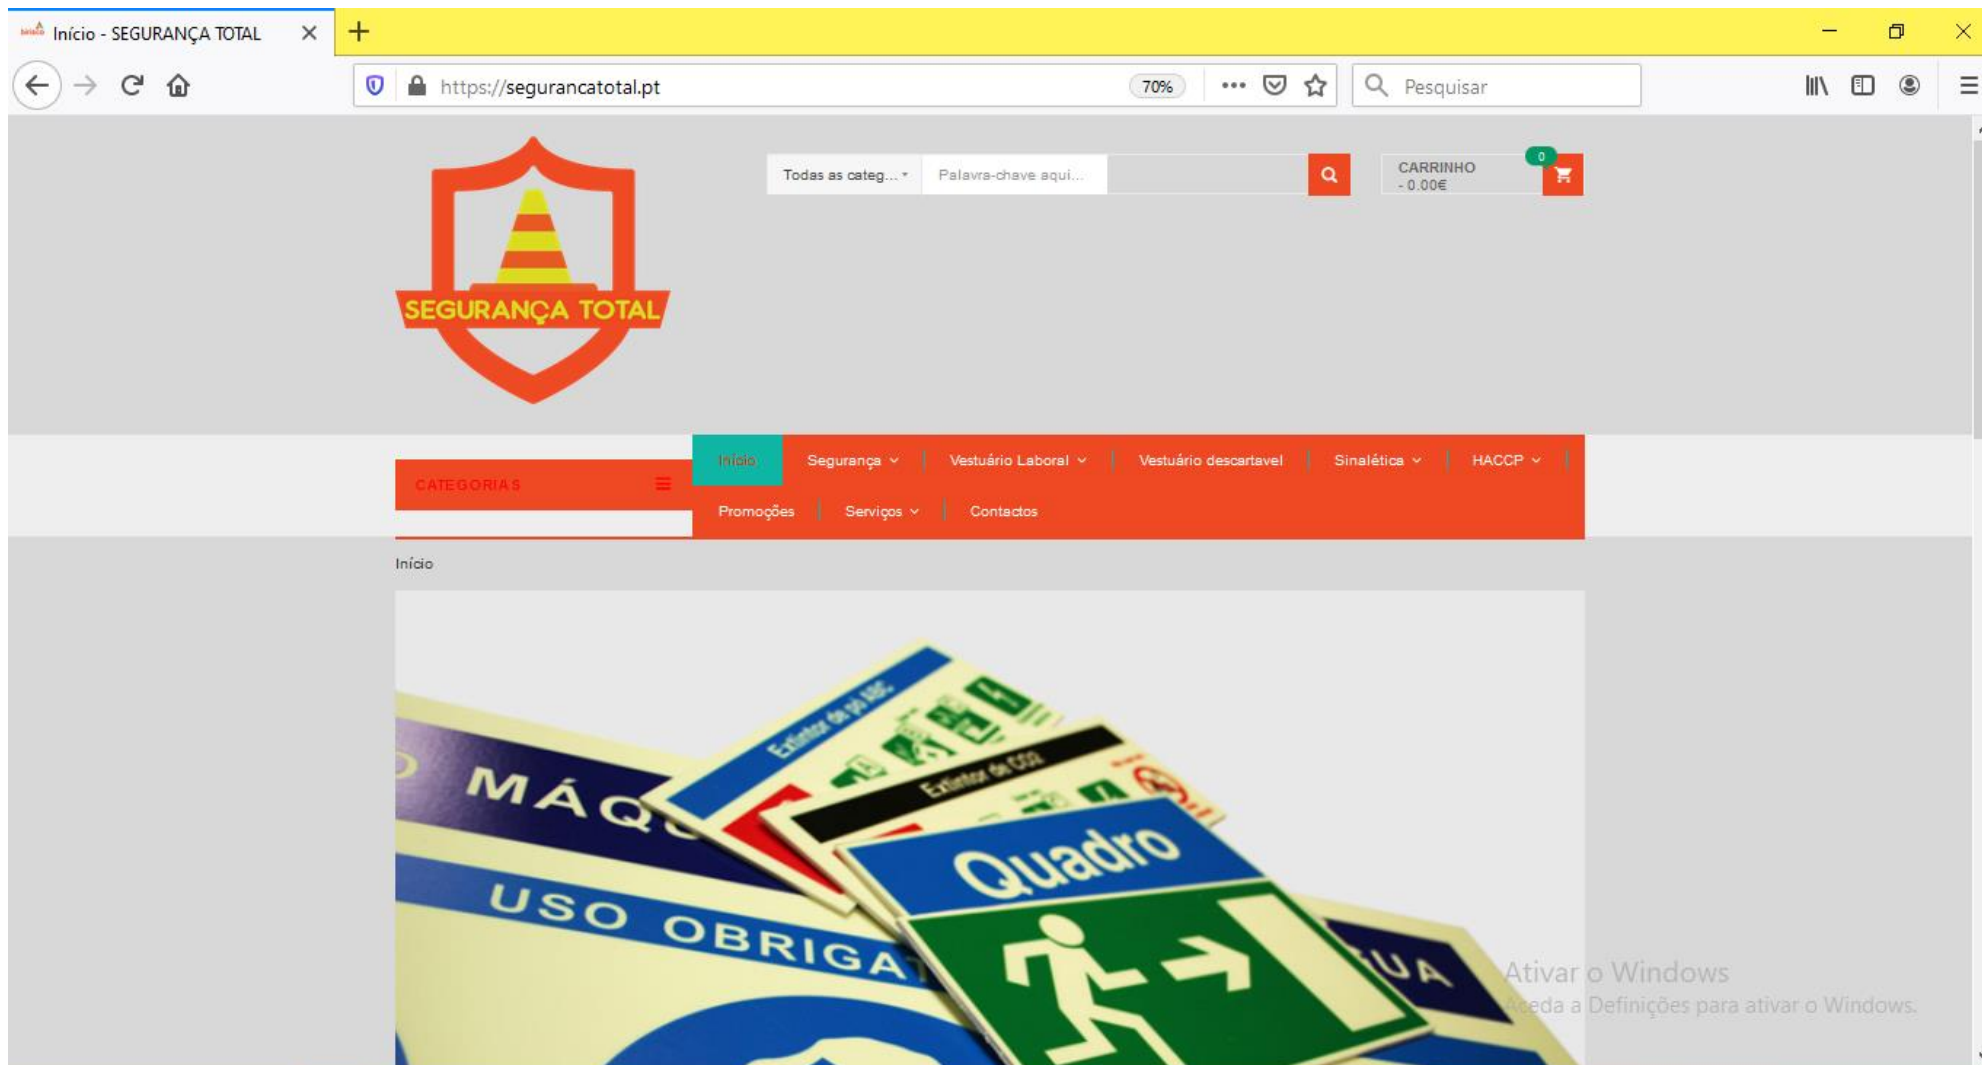 Início - SEGURANÇA TOTAL
https://segurancatotal.pt
70%
Pesquisar
SEGURANÇA TOTAL
Todas as categ...
Palavra-chave aqui...
CARRINHO
- 0.00€
0
CATEGORIAS
Início
Segurança
Vestuário Laboral
Vestuário descartavel
Sinalética
HACCP
Promoções
Serviços
Contactos
Início
Extintor de pó ABC
Extintor de CO2
MÁQU
Quadro
USO OBRIGAT
UA
Ativar o Windows
Aceda a Definições para ativar o Windows.